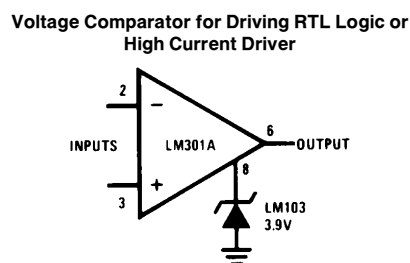 Voltage Comparator for Driving RTL Logic or
High Current Driver
2
−
6
INPUTS
LM301A
OUTPUT
8
+
3
LM103
3.9V